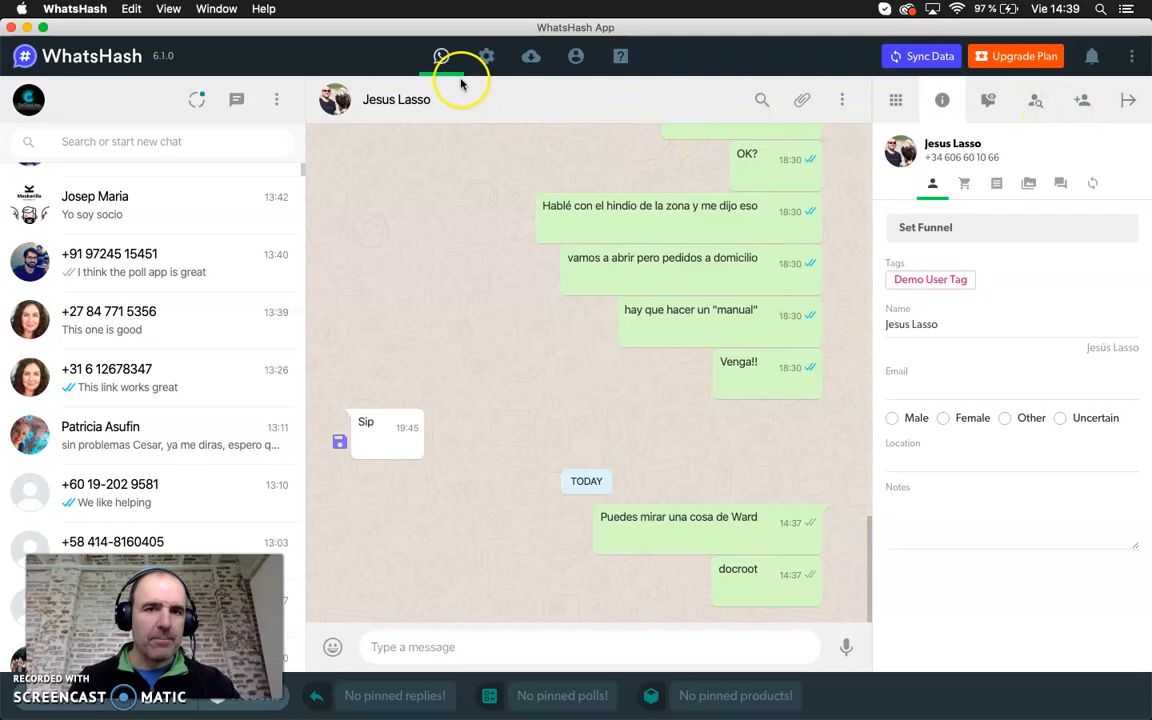 WhatsHash Edit View Window Help 97 % Vie 14:39
WhatsHash App
WhatsHash 6.1.0
Sync Data
Upgrade Plan
Search or start new chat
Josep Maria 13:42
Yo soy socio
+91 97245 15451 13:40
I think the poll app is great
+27 84 771 5356 13:39
This one is good
+31 6 12678347 13:26
This link works great
Patricia Asufin 13:11
sin problemas Cesar, ya me diras, espero q...
+60 19-202 9581 13:10
We like helping
+58 414-8160405 13:03
RECORDED WITH
SCREENCAST MATIC
Jesus Lasso
OK? 18:30
Hablé con el hindio de la zona y me dijo eso 18:30
vamos a abrir pero pedidos a domicilio 18:30
hay que hacer un "manual" 18:30
Venga!! 18:30
Sip 19:45
TODAY
Puedes mirar una cosa de Ward 14:37
docroot 14:37
Type a message
No pinned replies!
No pinned polls!
No pinned products!
Jesus Lasso
+34 606 60 10 66
Set Funnel
Tags
Demo User Tag
Name
Jesus Lasso
Jesús Lasso
Email
Male Female Other Uncertain
Location
Notes